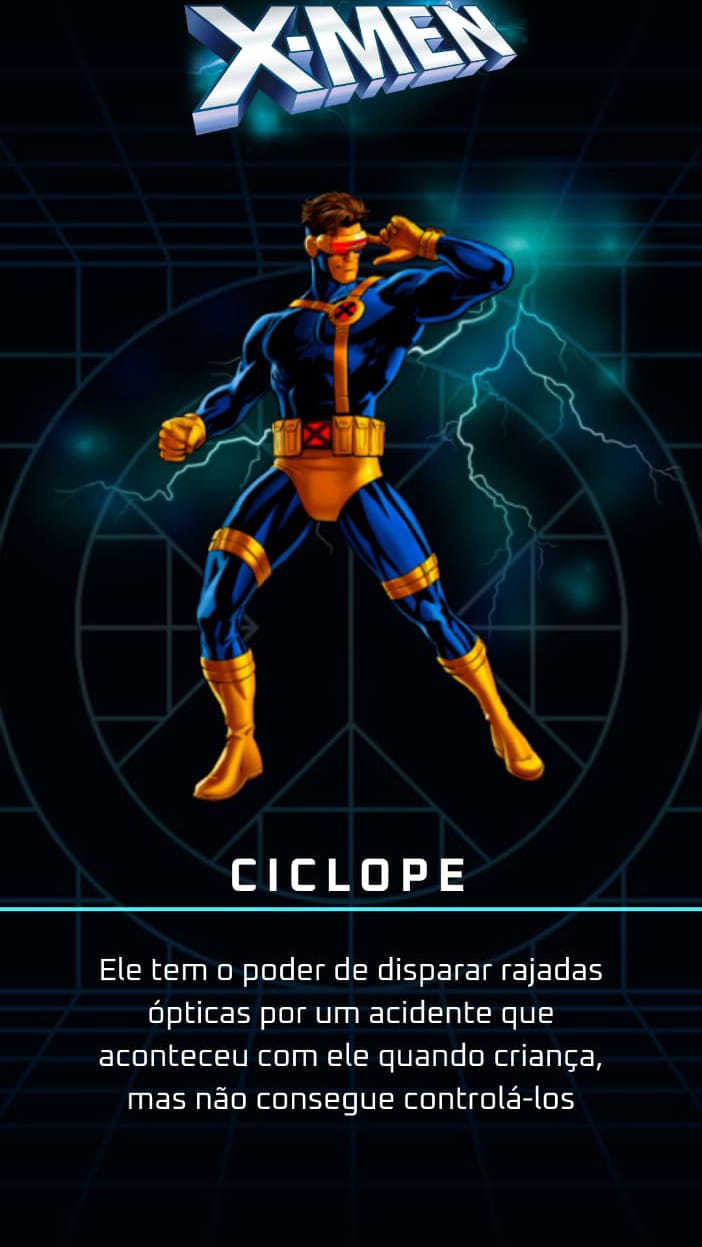 X-MEN
CICLOPE
Ele tem o poder de disparar rajadas
ópticas por um acidente que
aconteceu com ele quando criança,
mas não consegue controlá-los